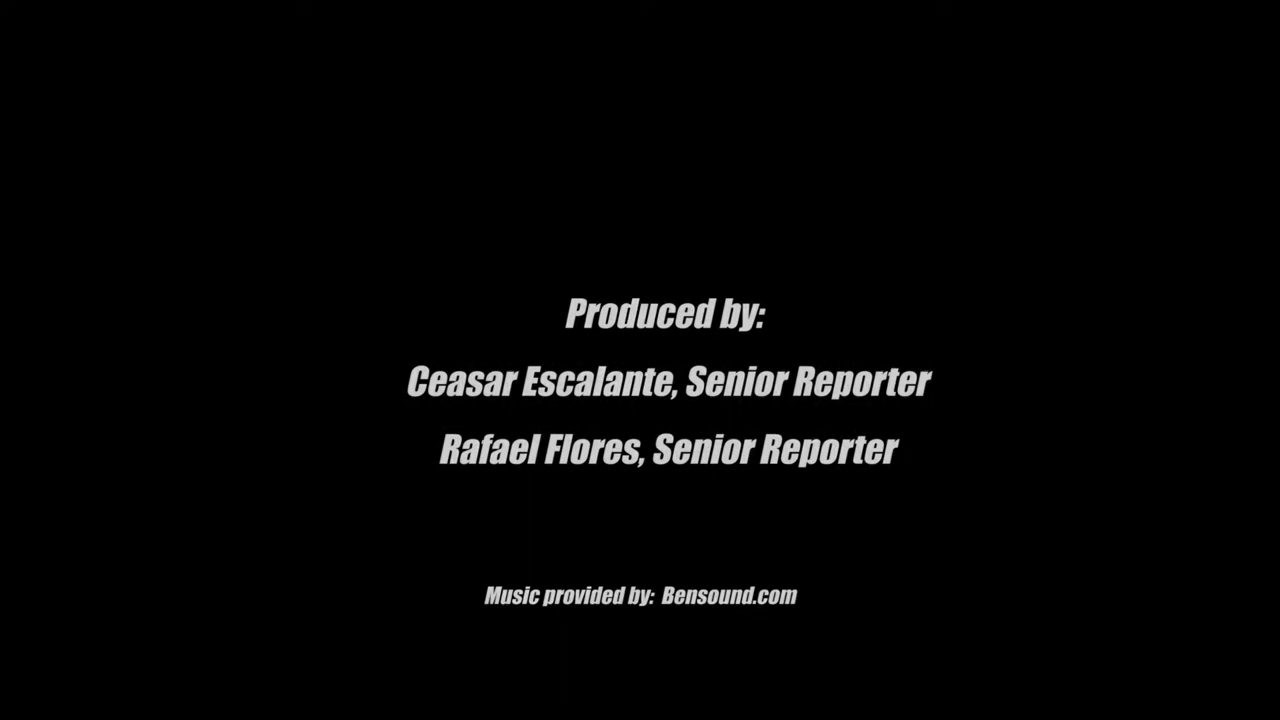 Produced by:
Ceasar Escalante, Senior Reporter
Rafael Flores, Senior Reporter
Music provided by: Bensound.com